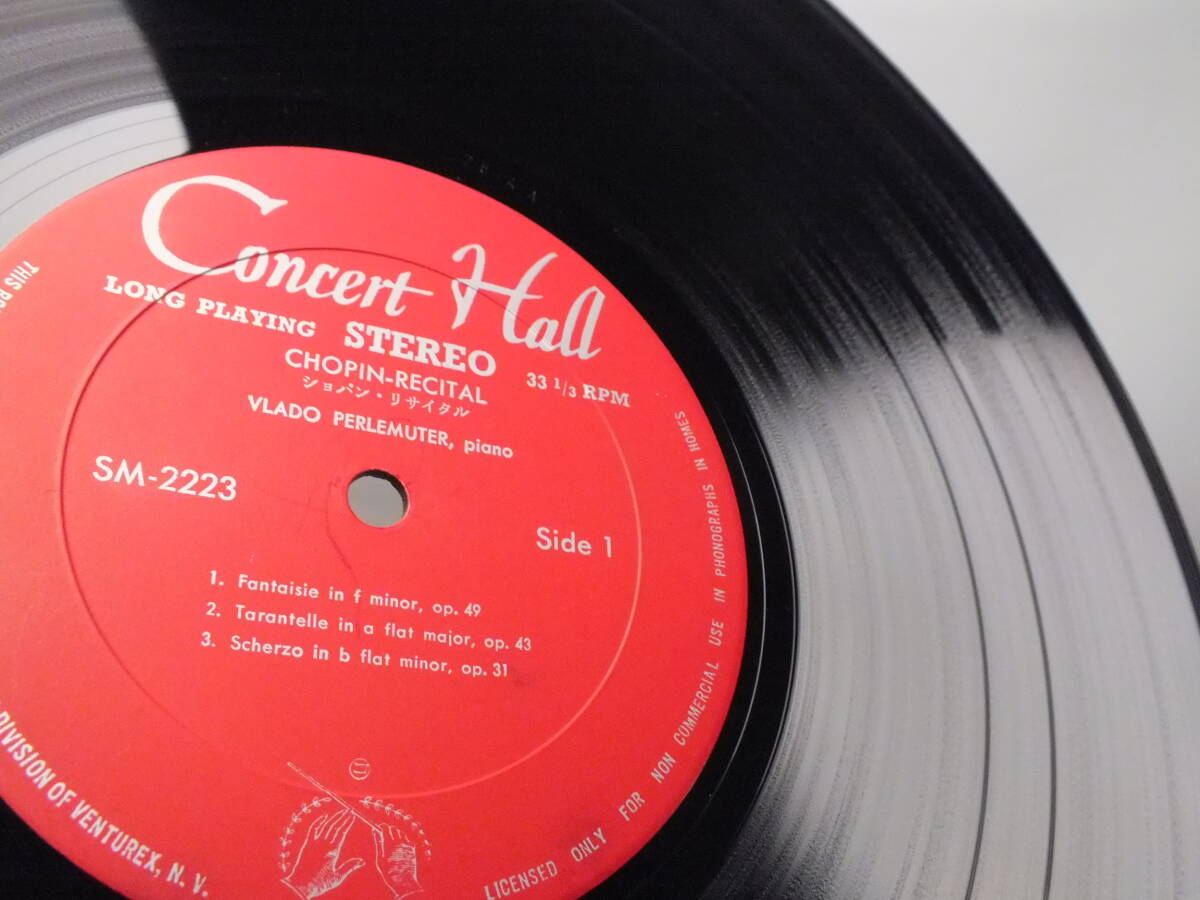 Concert Hall
LONG PLAYING STEREO 33 1/3 RPM
CHOPIN-RECITAL
ショパン・リサイタル
VLADO PERLEMUTER, piano
SM-2223
Side 1
1. Fantaisie in f minor, op. 49
2. Tarantelle in a flat major, op. 43
3. Scherzo in b flat minor, op. 31
THIS
DIVISION OF VENTUREX, N. V.
LICENSED ONLY FOR NON COMMERCIAL USE IN PHONOGRAPHS IN HOMES